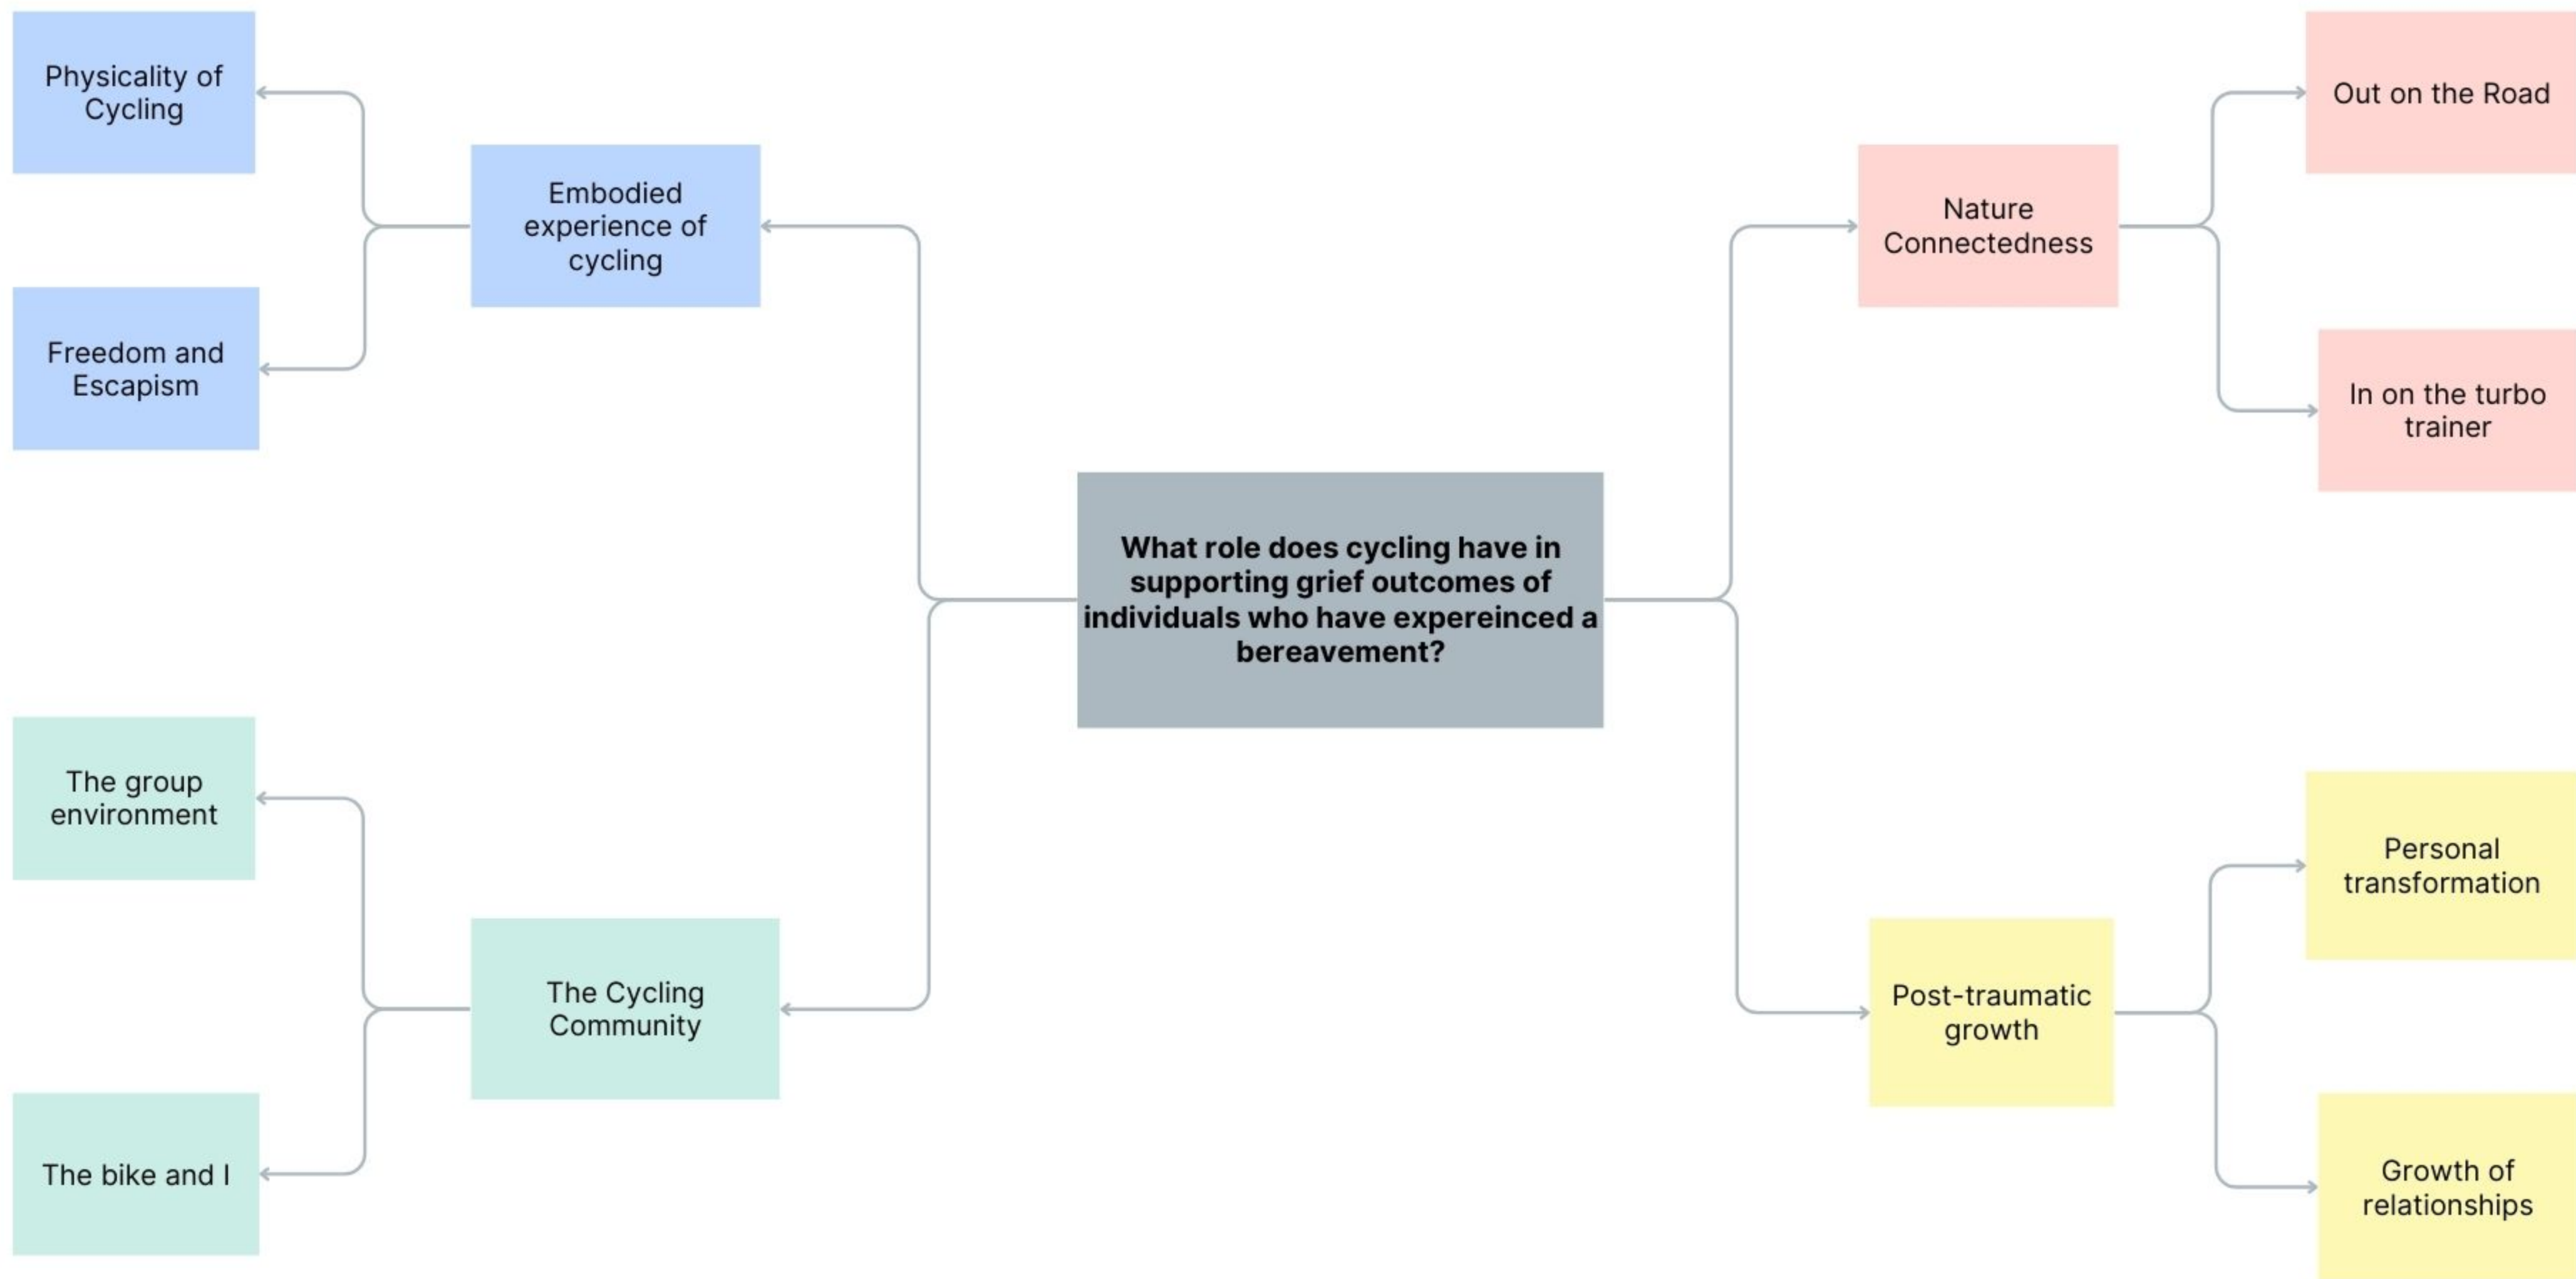 Physicality of
Cycling
Embodied
experience of
cycling
Freedom and
Escapism
The group
environment
The Cycling
Community
The bike and I
What role does cycling have in
supporting grief outcomes of
individuals who have expereinced a
bereavement?
Nature
Connectedness
Out on the Road
In on the turbo
trainer
Post-traumatic
growth
Personal
transformation
Growth of
relationships